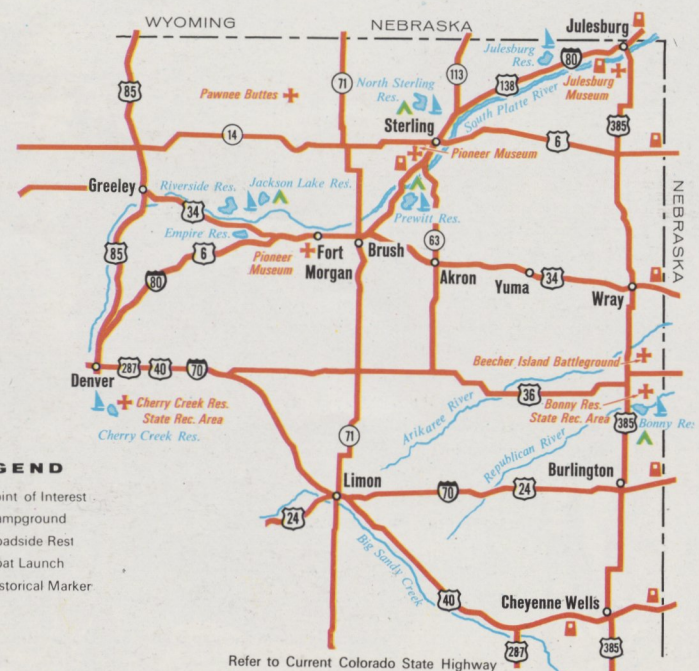 WYOMING
NEBRASKA
Julesburg
85
71
113
Julesburg
Res.
80
138
Julesburg
Museum
Pawnee Buttes
North Sterling
Res.
South Platte River
385
14
Sterling
6
Pioneer Museum
Greeley
Riverside Res.
Jackson Lake Res.
34
Prewitt Res.
NEBRASKA
Empire Res.
85
6
80
Pioneer
Museum
Fort
Morgan
Brush
63
Akron
Yuma
34
Wray
Denver
287
40
70
Beecher Island Battleground
36
Cherry Creek Res.
State Rec. Area
Cherry Creek Res.
Arikaree River
Bonny Res.
State Rec. Area
385
Bonny Res
71
Republican River
GEND
Limon
Burlington
oint of Interest
70
24
ampground
24
oadside Rest
oat Launch
Big Sandy Creek
storical Marker
40
Cheyenne Wells
287
385
Refer to Current Colorado State Highway